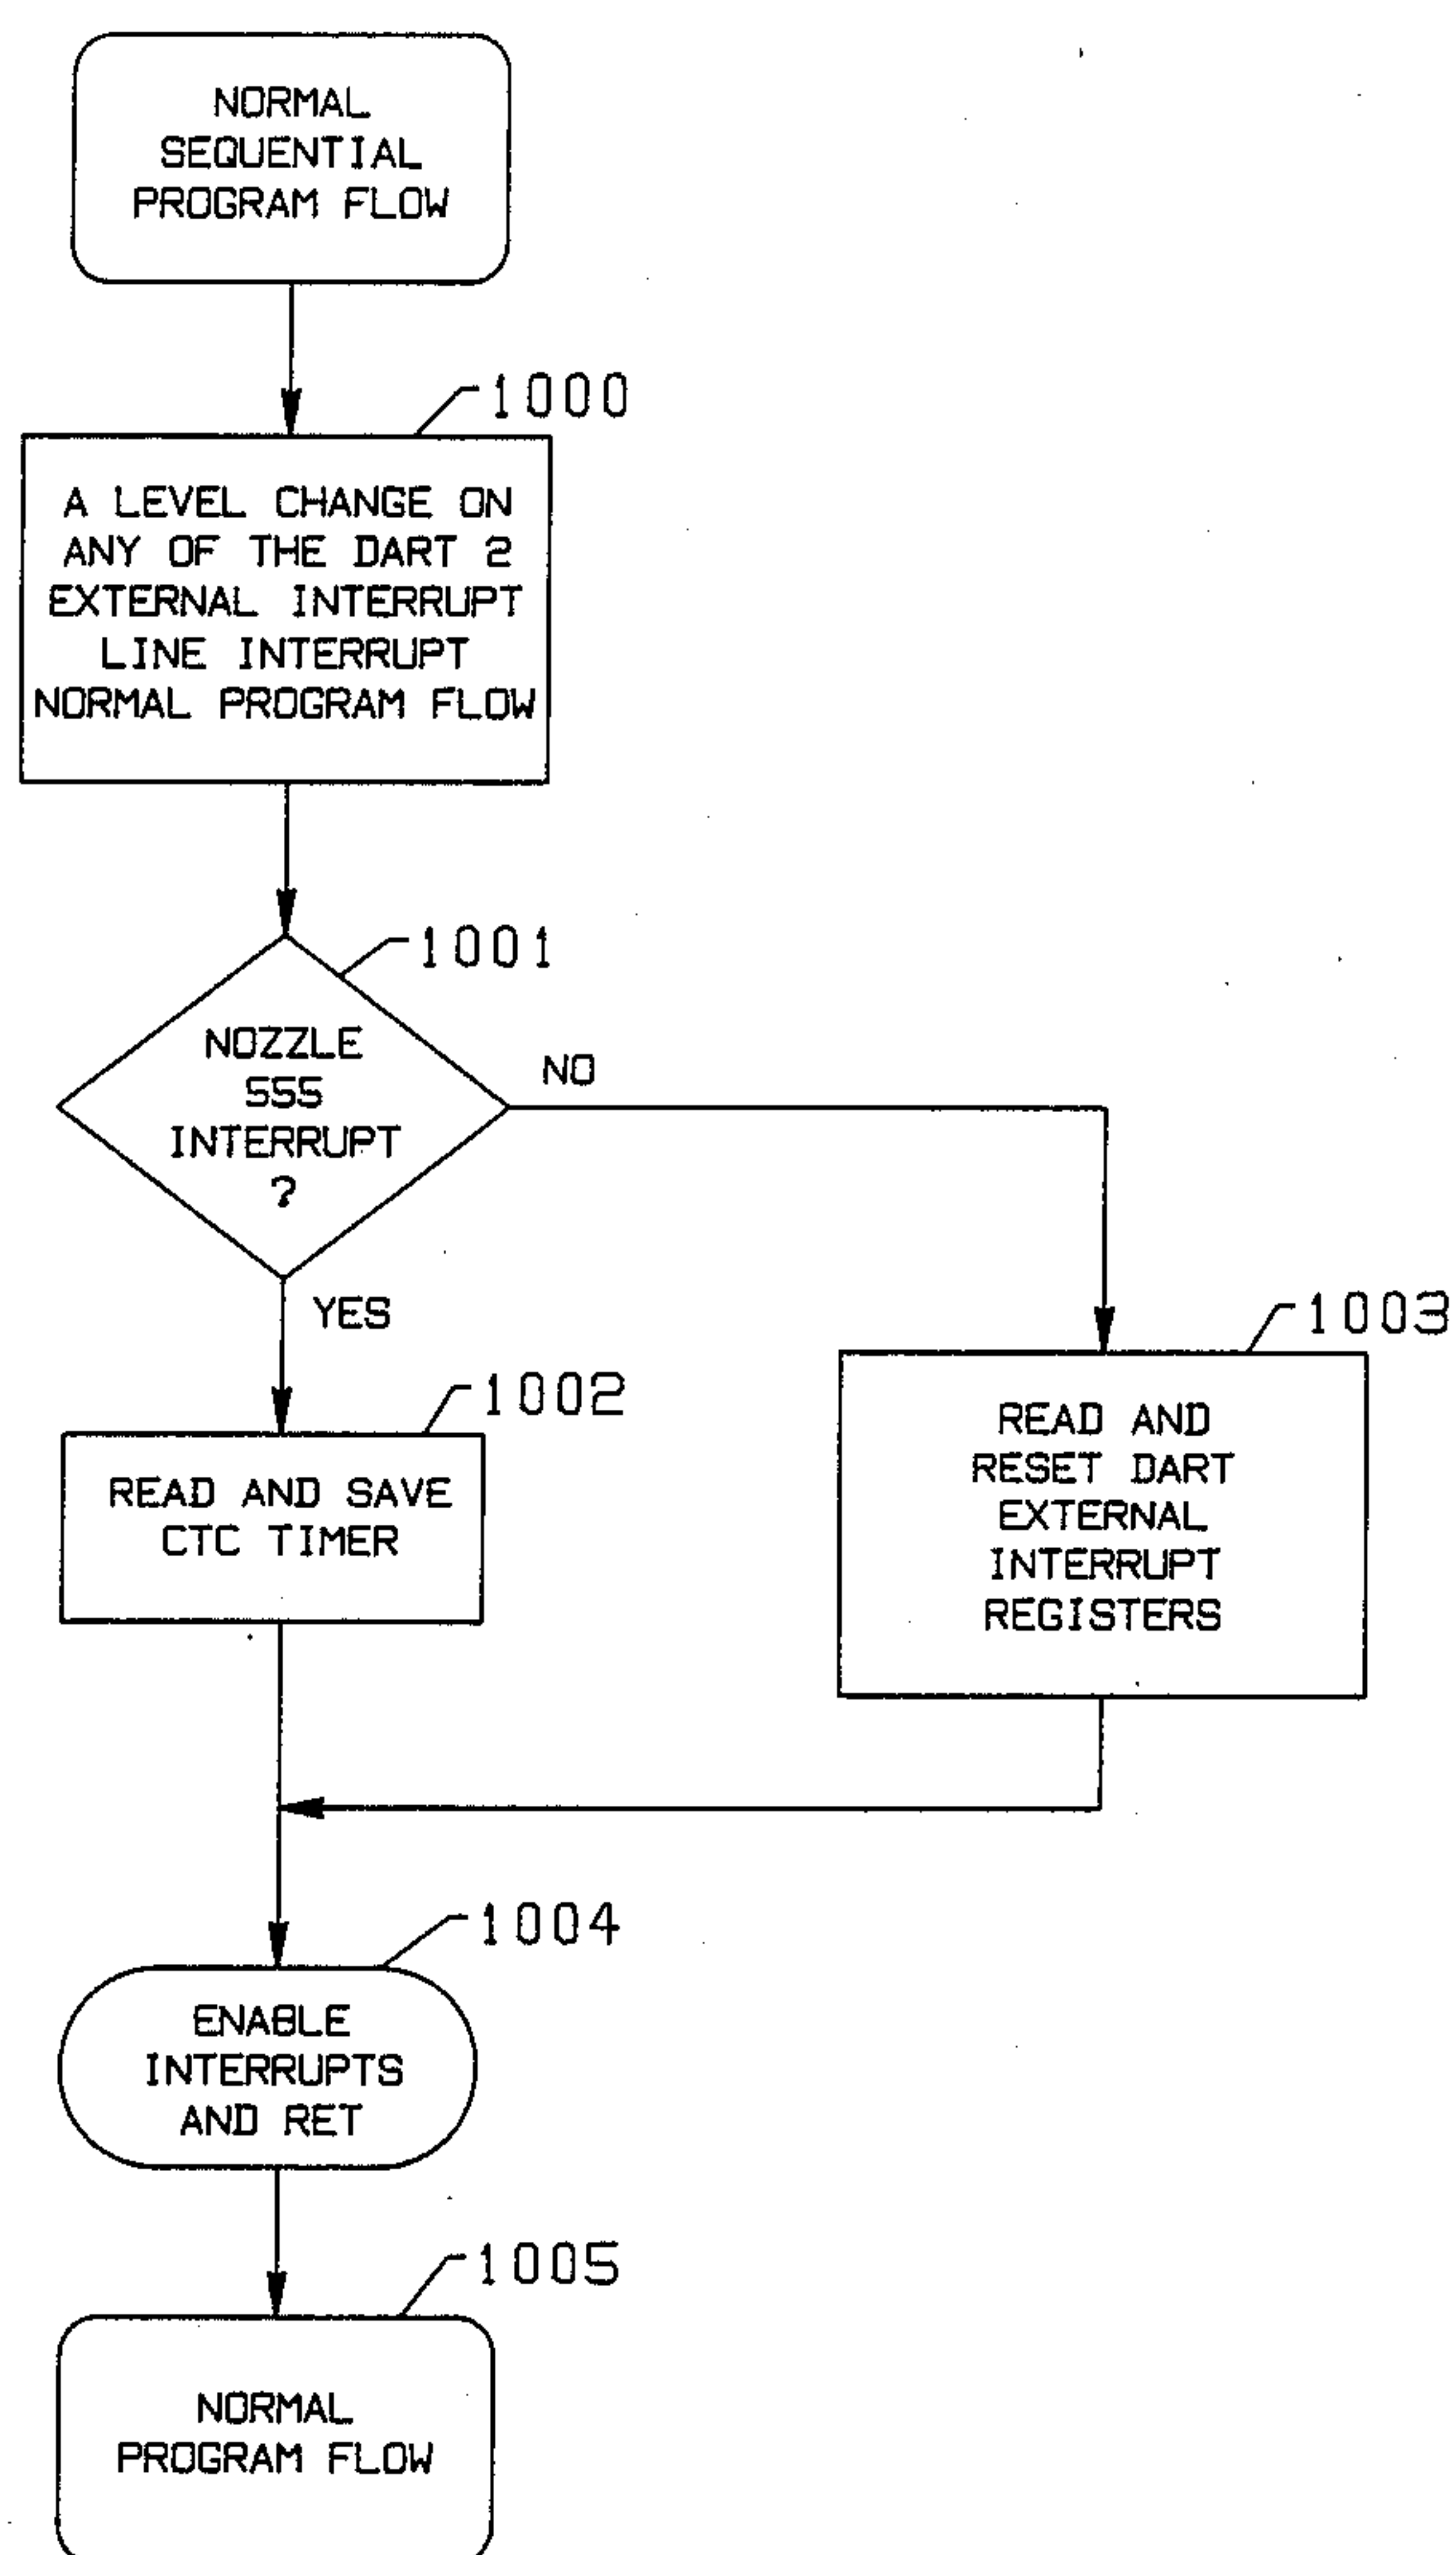 NORMAL
SEQUENTIAL
PROGRAM FLOW
1000
A LEVEL CHANGE ON
ANY OF THE DART 2
EXTERNAL INTERRUPT
LINE INTERRUPT
NORMAL PROGRAM FLOW
1001
NOZZLE
555
INTERRUPT
?
NO
YES
1002
READ AND SAVE
CTC TIMER
1003
READ AND
RESET DART
EXTERNAL
INTERRUPT
REGISTERS
1004
ENABLE
INTERRUPTS
AND RET
1005
NORMAL
PROGRAM FLOW